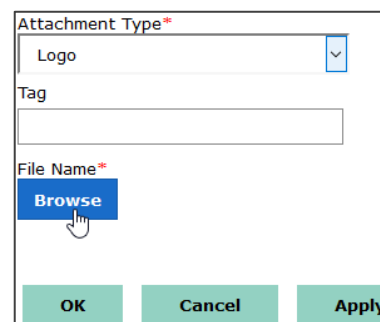 Attachment Type*
Logo
Tag
File Name*
Browse
OK Cancel Apply